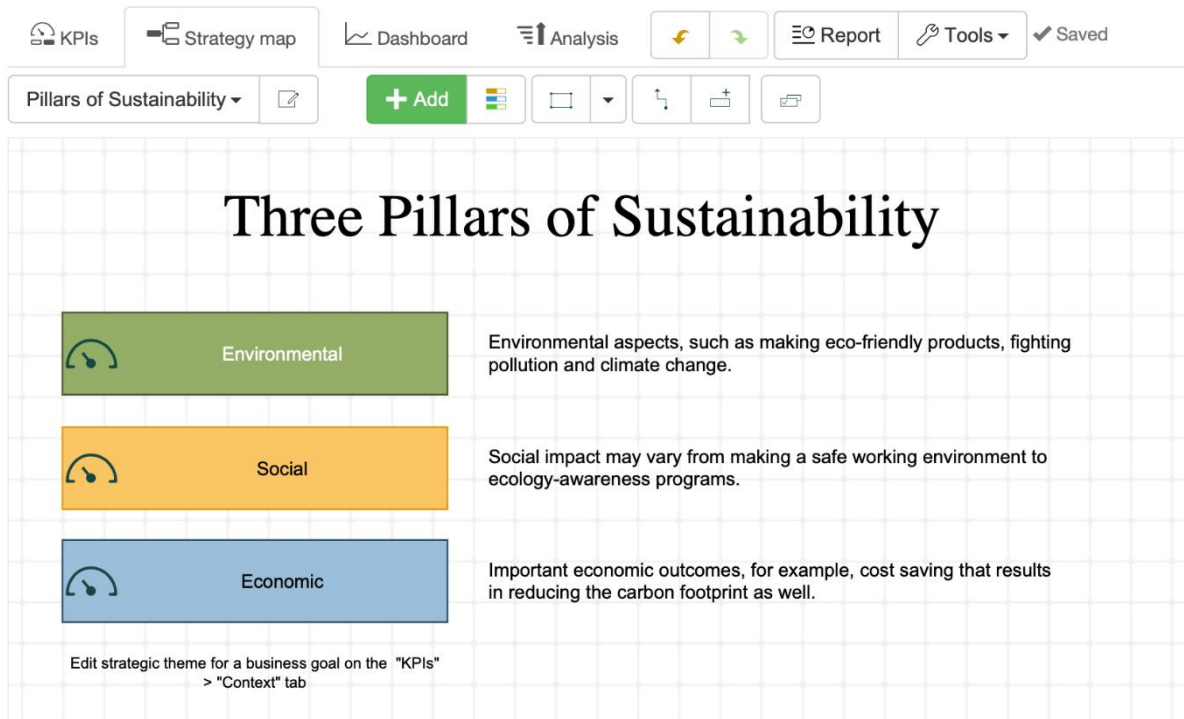 KPIs
Strategy map
Dashboard
Analysis
Report
Tools
Saved
Pillars of Sustainability
Add
Three Pillars of Sustainability
Environmental
Environmental aspects, such as making eco-friendly products, fighting
pollution and climate change.
Social
Social impact may vary from making a safe working environment to
ecology-awareness programs.
Economic
Important economic outcomes, for example, cost saving that results
in reducing the carbon footprint as well.
Edit strategic theme for a business goal on the "KPIs"
> "Context" tab